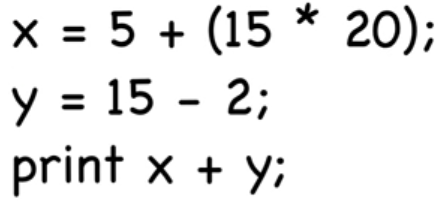 x = 5 + (15 * 20);
y = 15 - 2;
print x + y;